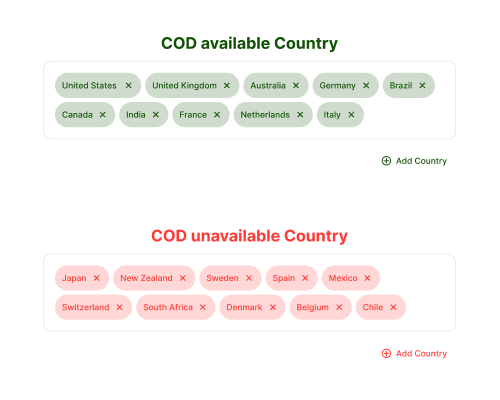 COD available Country
United States × United Kingdom × Australia × Germany × Brazil ×
Canada × India × France × Netherlands × Italy ×
Add Country
COD unavailable Country
Japan × New Zealand × Sweden × Spain × Mexico ×
Switzerland × South Africa × Denmark × Belgium × Chile ×
Add Country